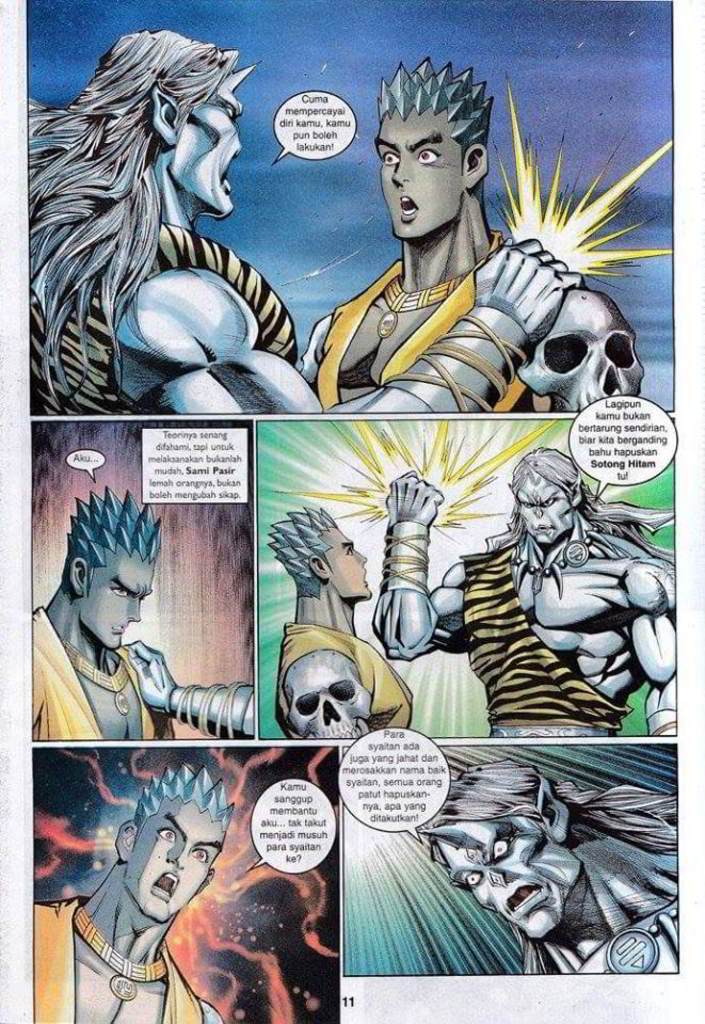 Cuma
mempercayai
diri kamu, kamu
pun boleh
lakukan!
Aku...
Teorinya senang
difahami, tapi untuk
melaksanakan bukanlah
mudah, Sami Pasir
lemah orangnya, bukan
boleh mengubah sikap.
Lagipun
kamu bukan
bertarung sendirian,
biar kita berganding
bahu hapuskan
Sotong Hitam
tu!
Kamu
sanggup
membantu
aku... tak takut
menjadi musuh
para syaitan
ke?
Para
syaitan ada
juga yang jahat dan
merosakkan nama baik
syaitan, semua orang
patut hapuskan-
nya, apa yang
ditakutkan!
11